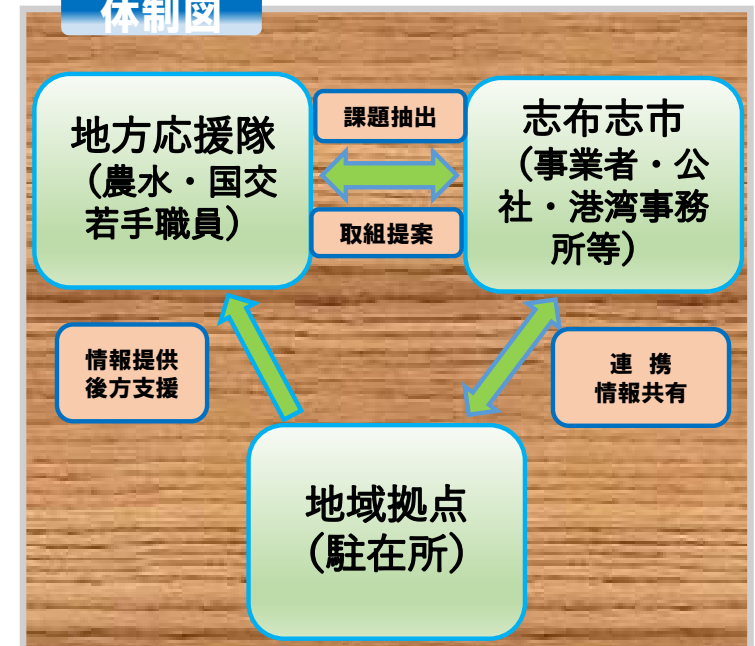 体制図
地方応援隊
（農水・国交
若手職員）
課題抽出
取組提案
志布志市
（事業者・公
社・港湾事務
所等）
情報提供
後方支援
連 携
情報共有
地域拠点
（駐在所）